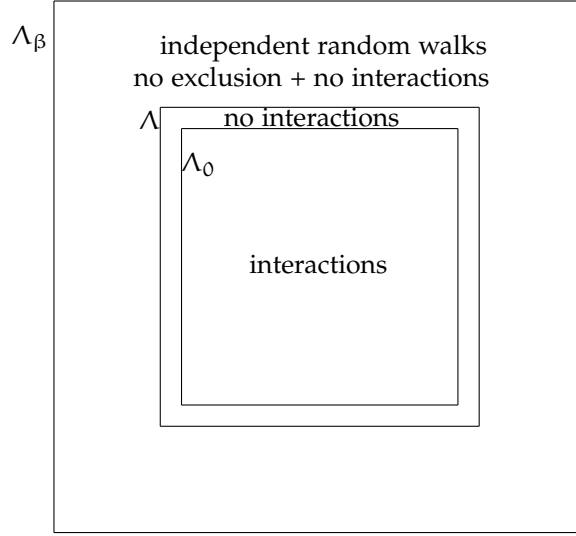 Λβ
independent random walks
no exclusion + no interactions
Λ
no interactions
Λ0
interactions